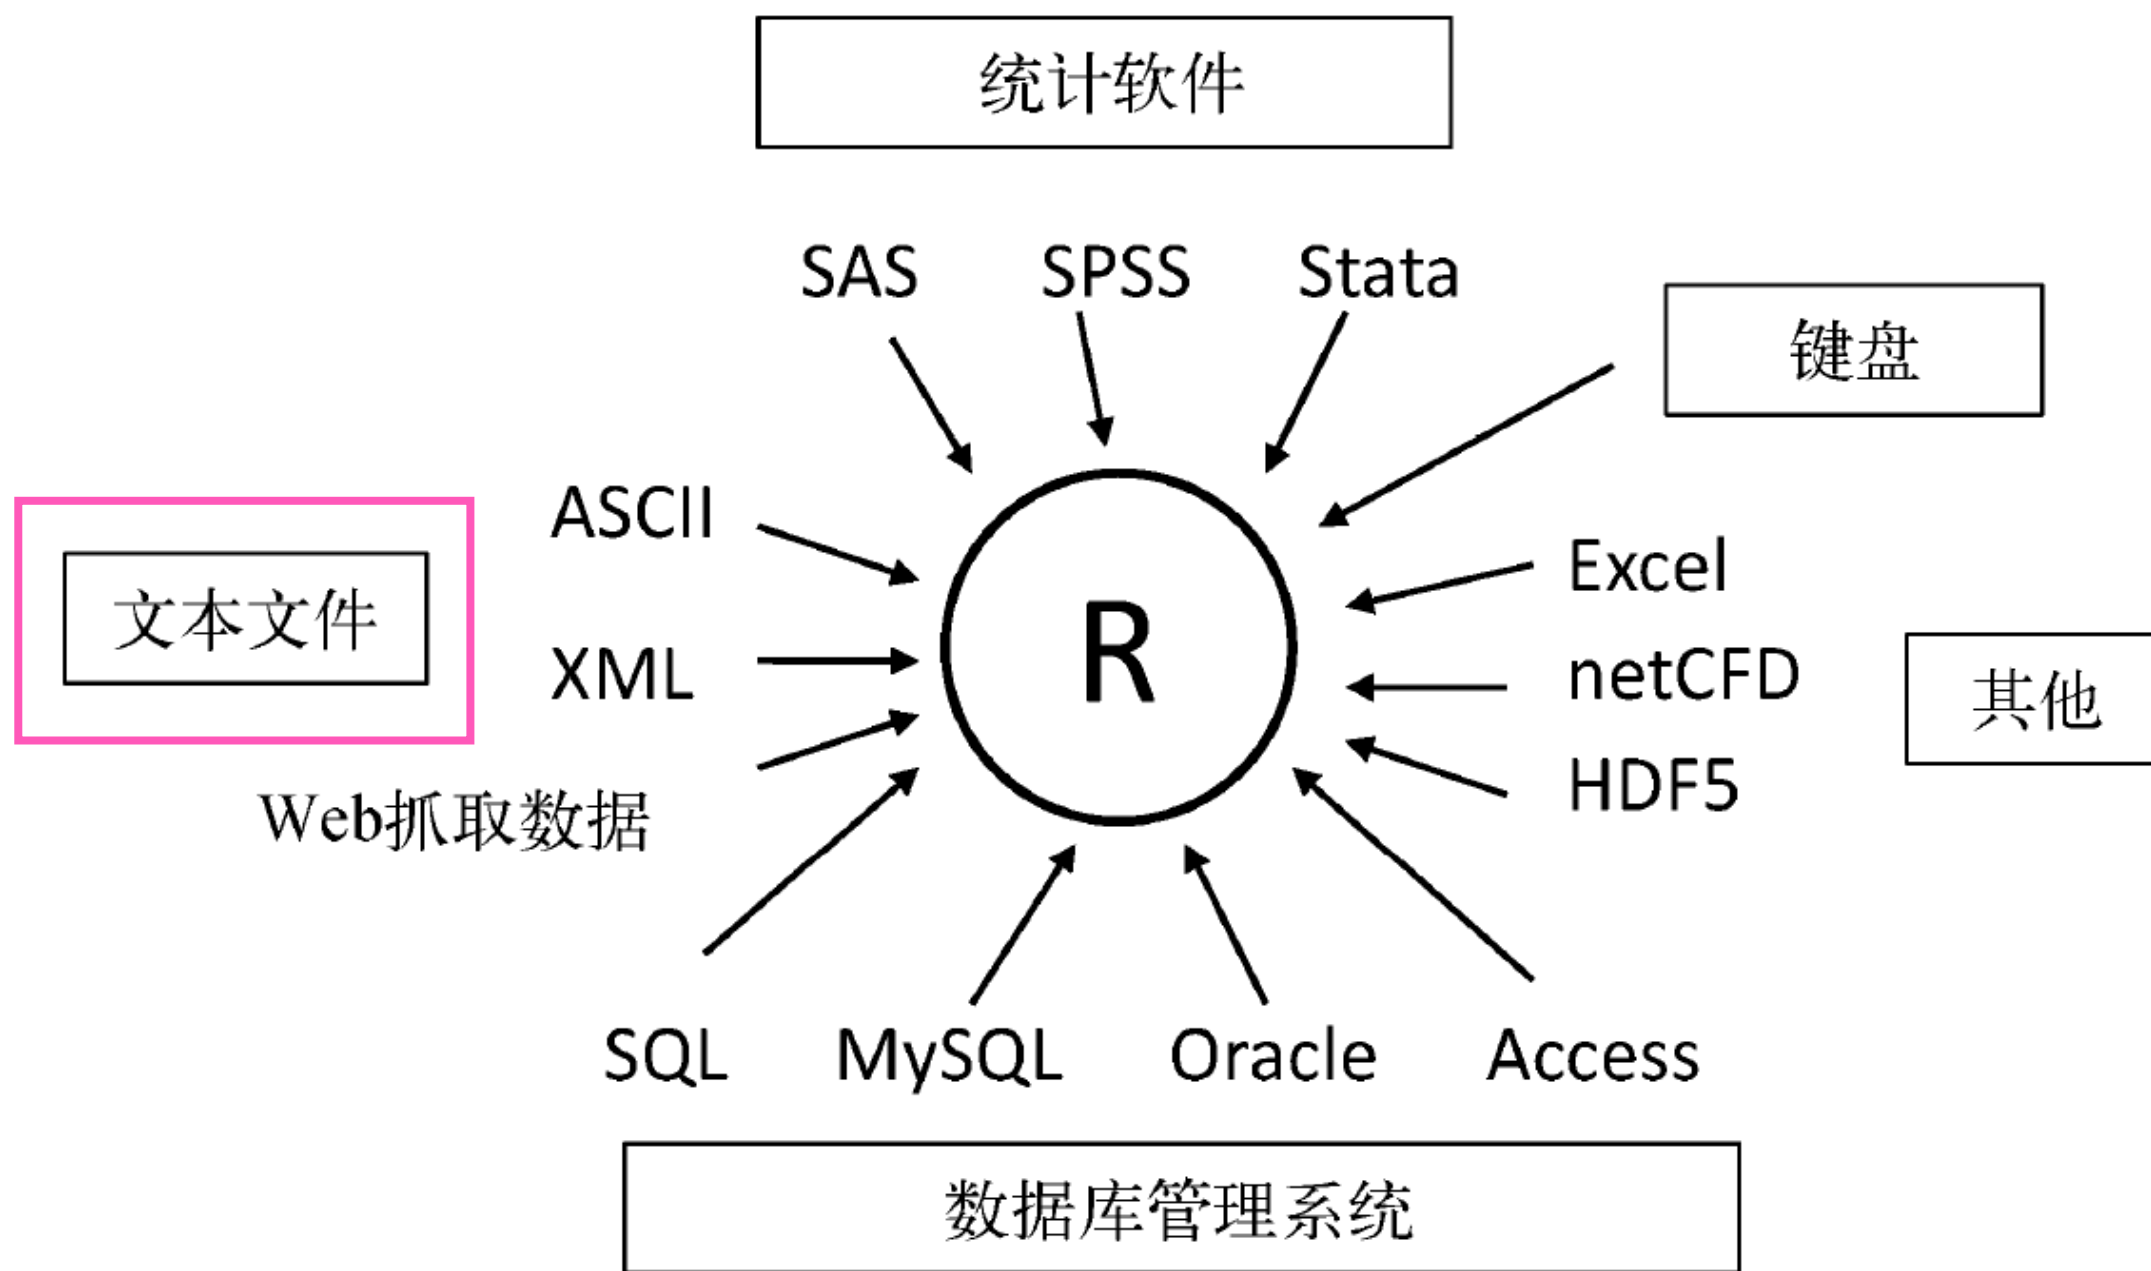 统计软件
SAS SPSS Stata
键盘
ASCII
Excel
文本文件
R
XML
netCFD
其他
HDF5
Web抓取数据
SQL MySQL Oracle Access
数据库管理系统